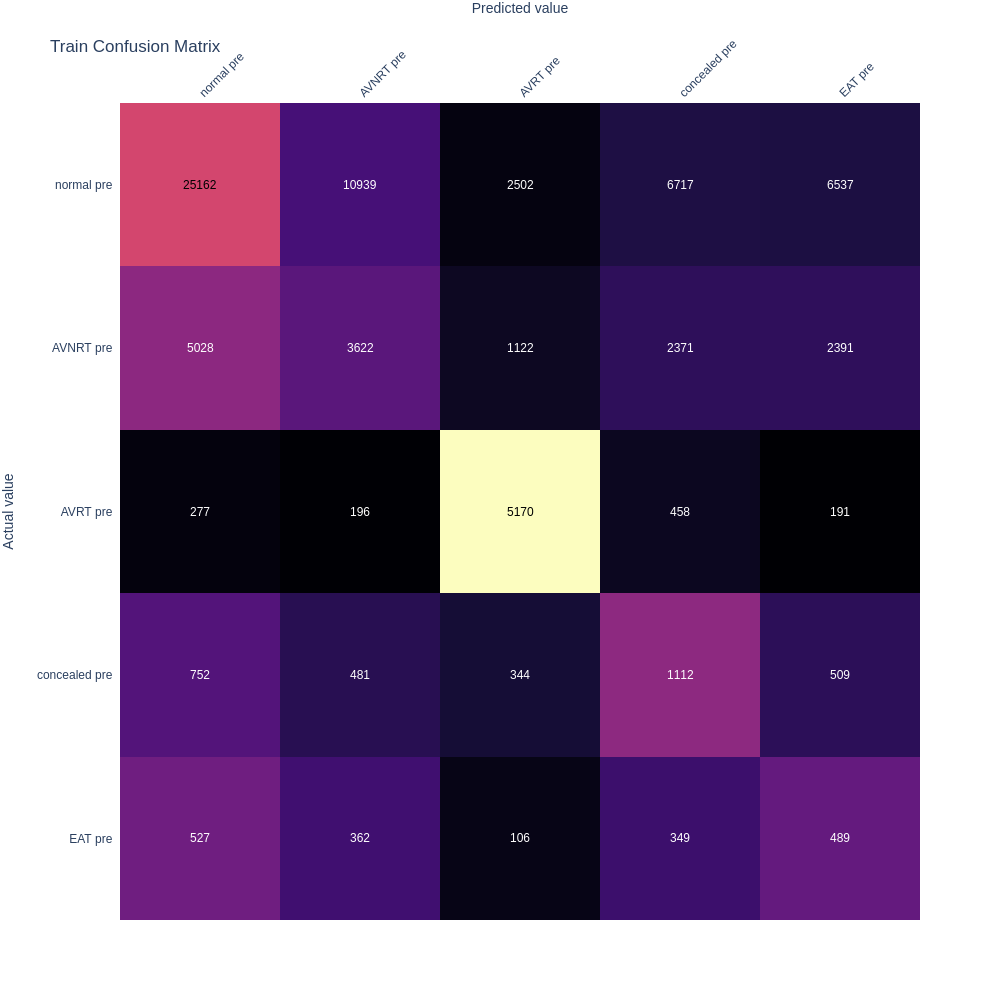 Predicted value
Train Confusion Matrix
normal pre AVNRT pre AVRT pre concealed pre EAT pre
normal pre 25162 10939 2502 6717 6537
AVNRT pre 5028 3622 1122 2371 2391
Actual value
AVRT pre 277 196 5170 458 191
concealed pre 752 481 344 1112 509
EAT pre 527 362 106 349 489